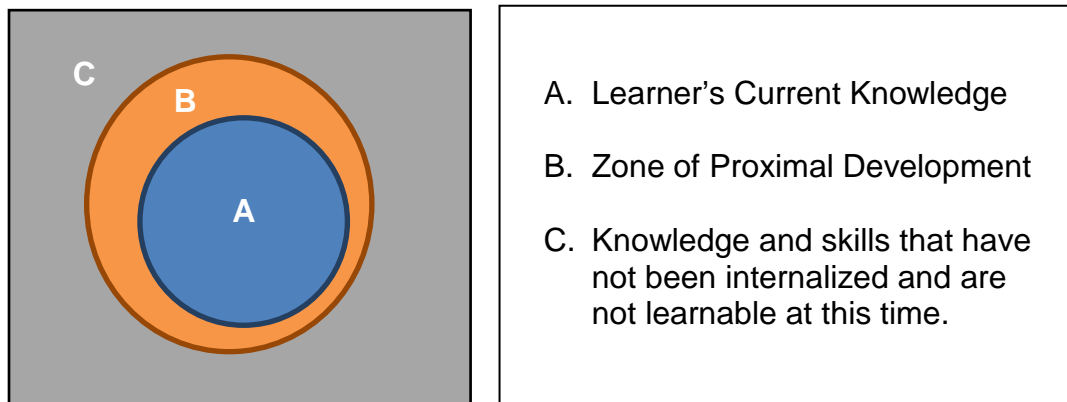 C
B
A
A. Learner's Current Knowledge
B. Zone of Proximal Development
C. Knowledge and skills that have
not been internalized and are
not learnable at this time.